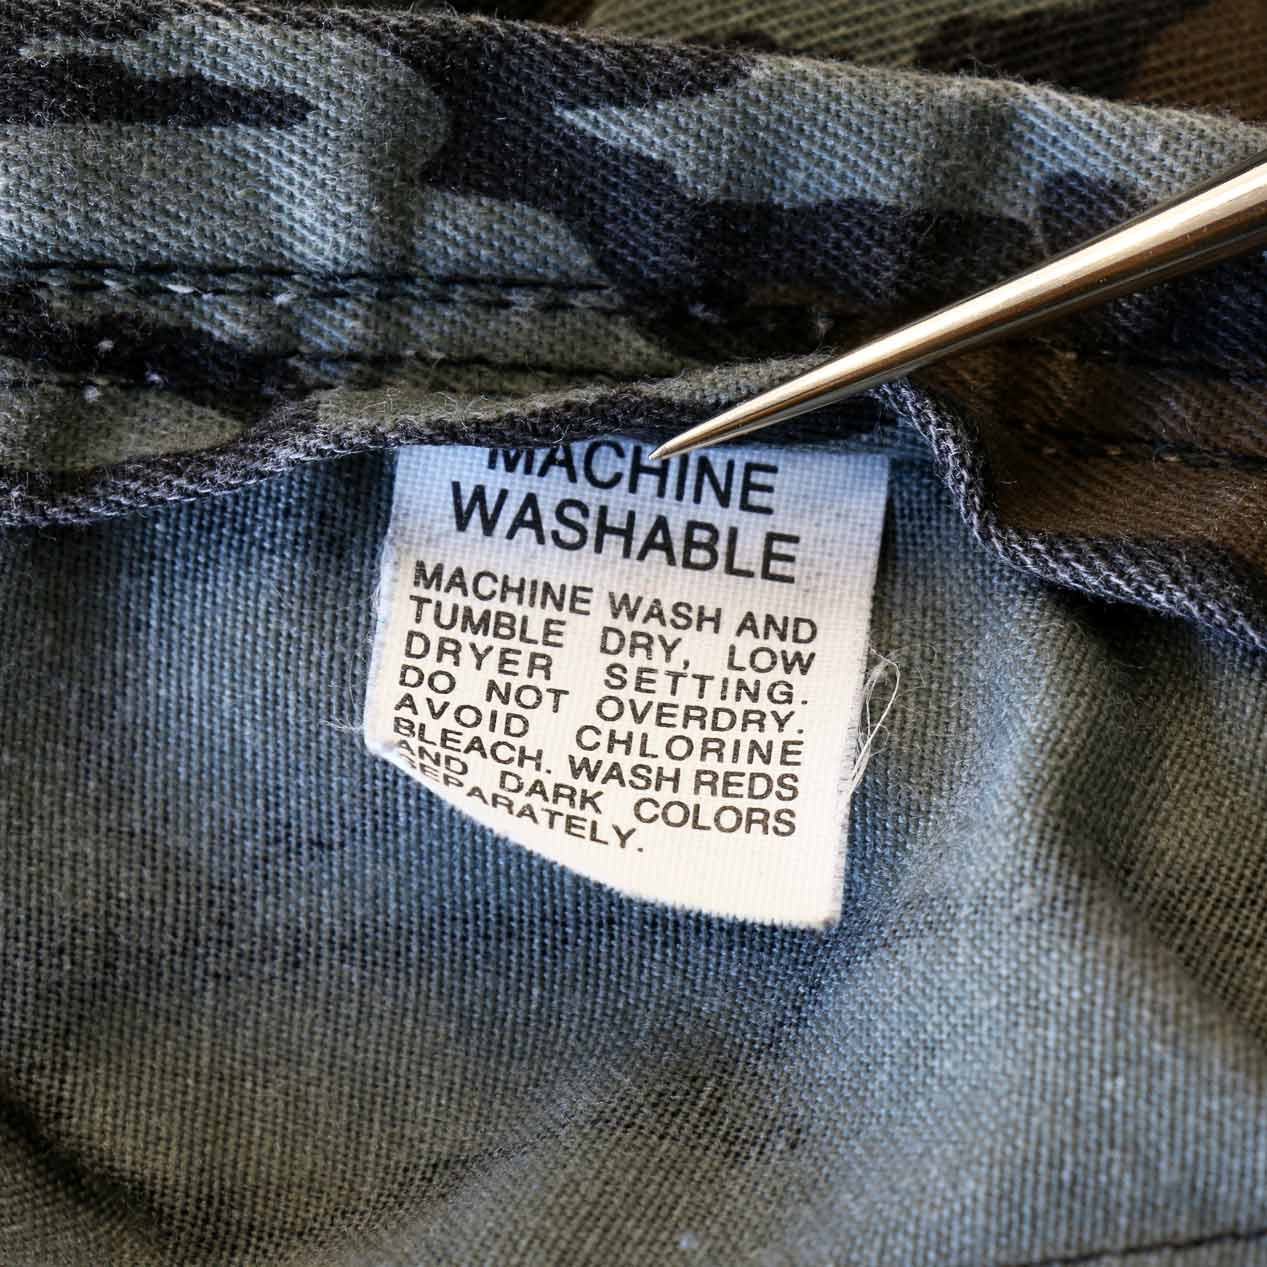 MACHINE
WASHABLE
MACHINE WASH AND
TUMBLE DRY, LOW
DRYER SETTING.
DO NOT OVERDRY.
AVOID CHLORINE
BLEACH. WASH REDS
AND DARK COLORS
SEPARATELY.